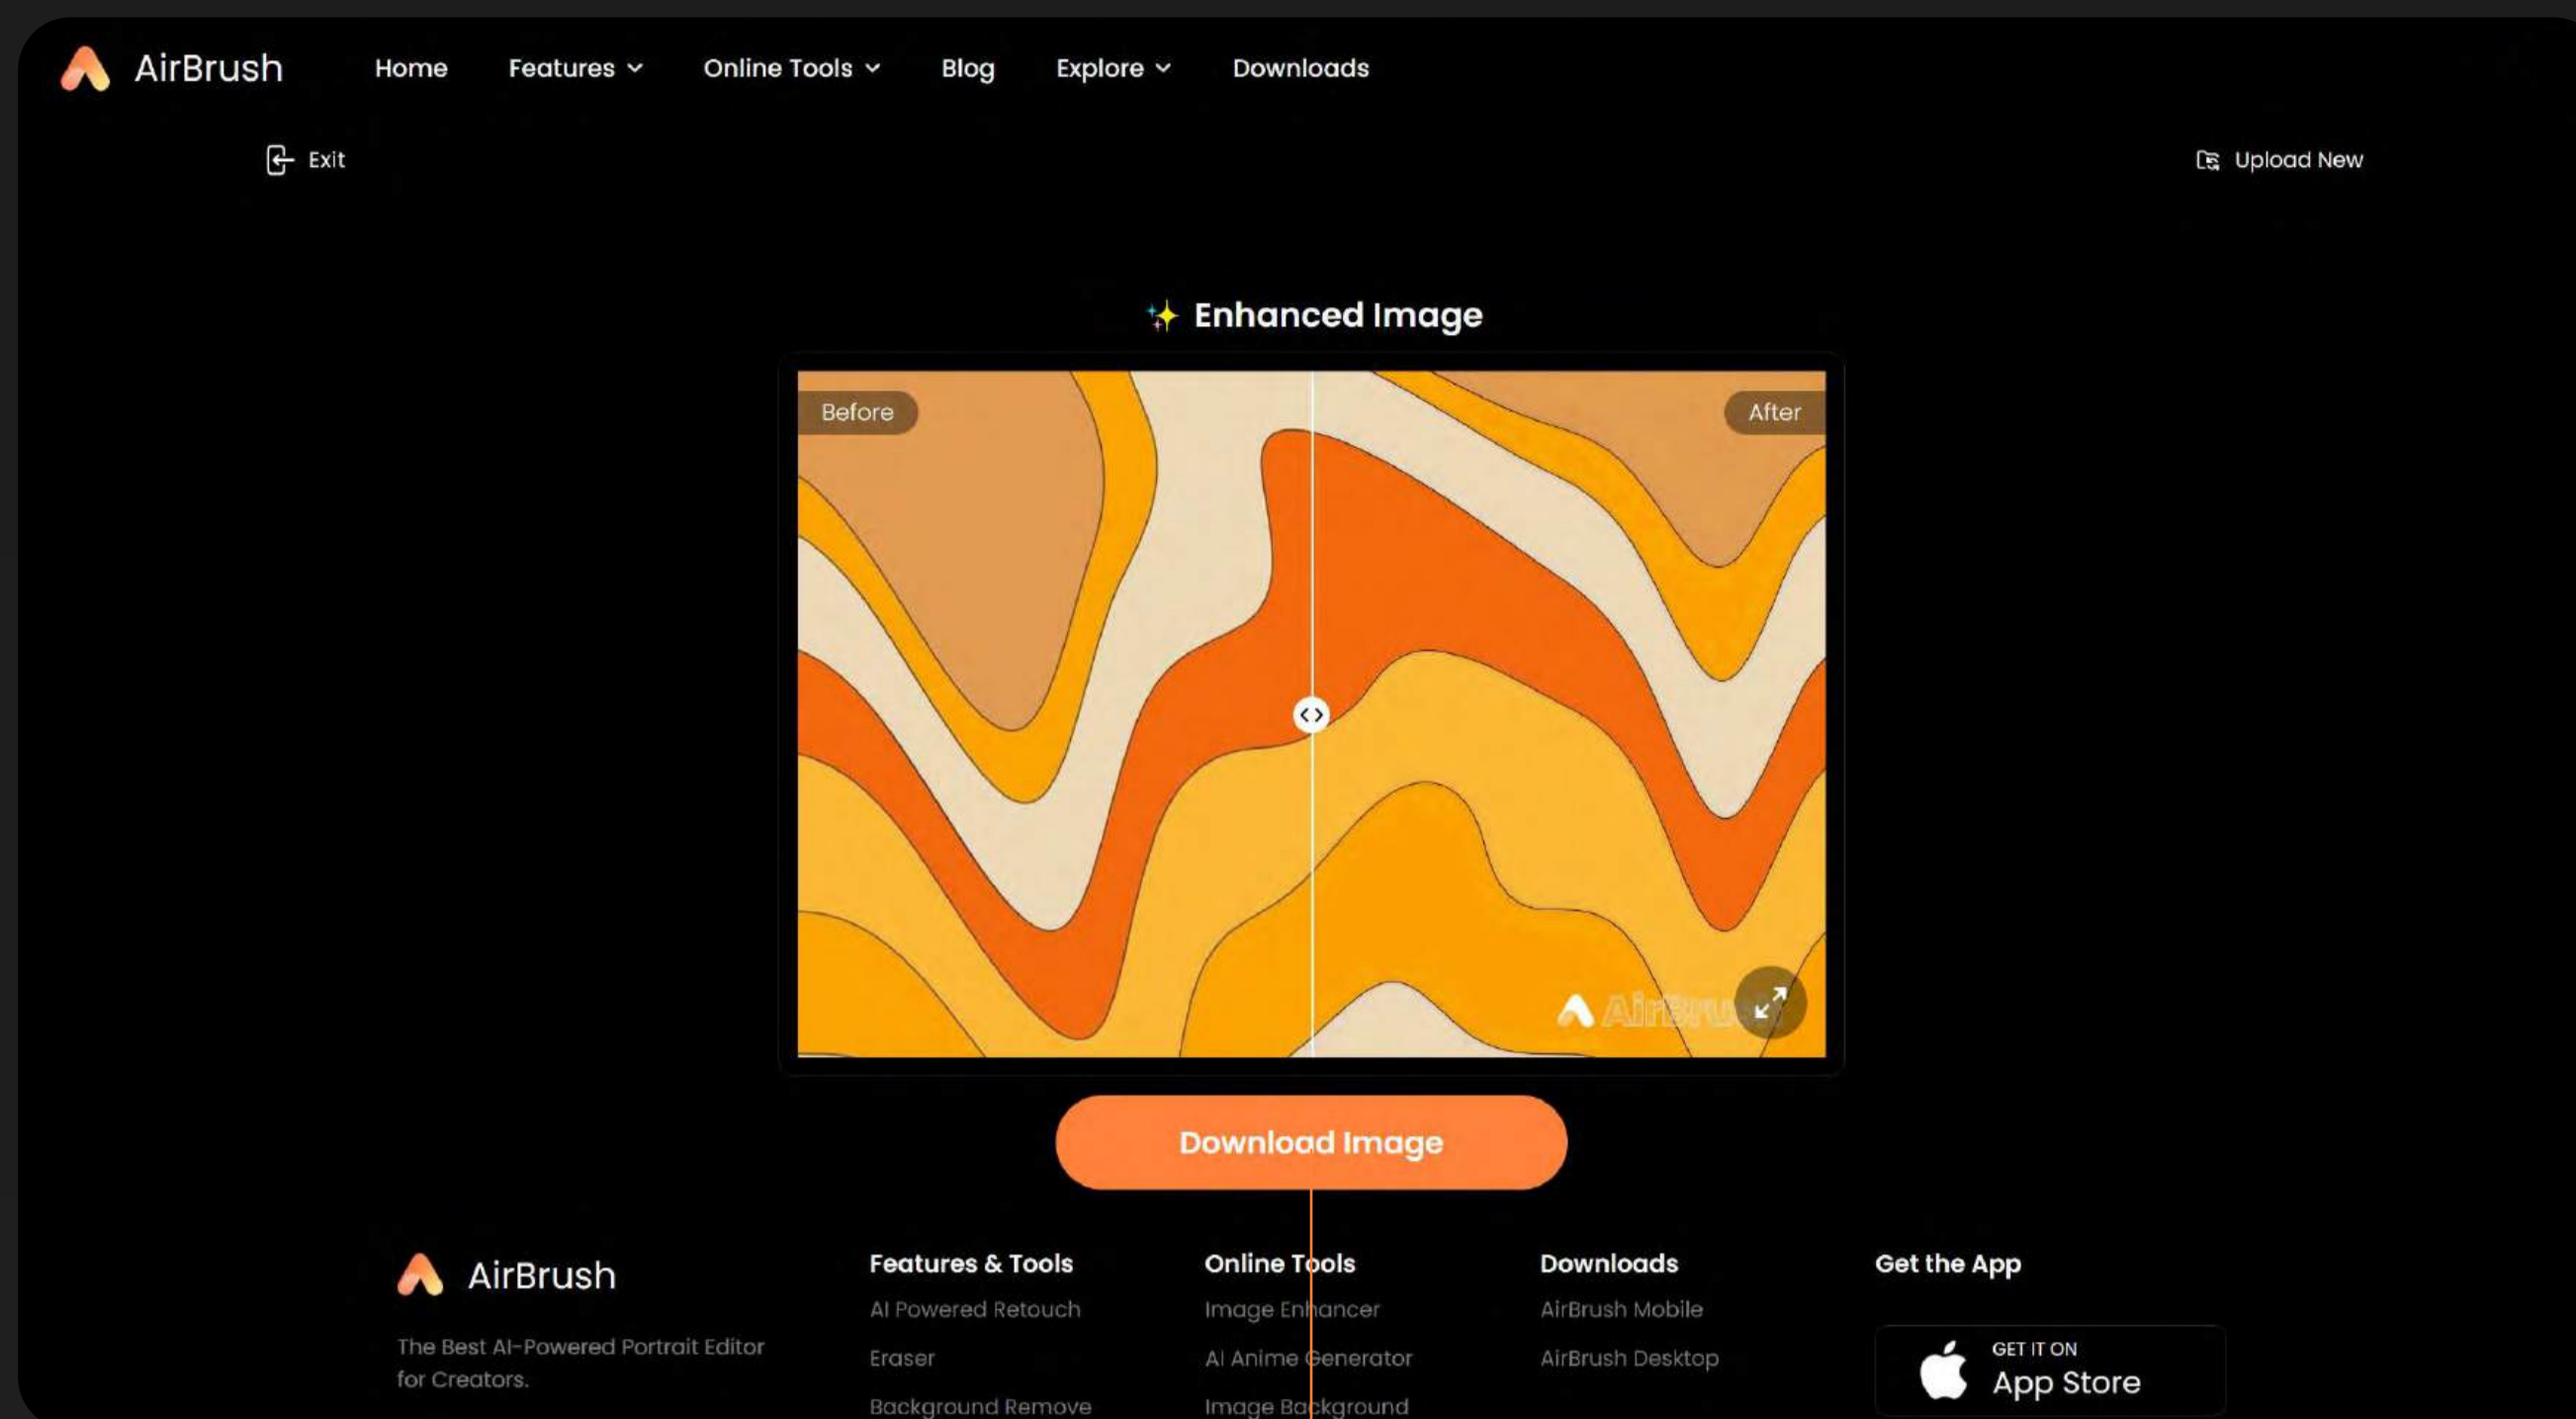 AirBrush Home Features Online Tools Blog Explore Downloads
Exit Upload New
Enhanced Image
Before After
AirBru
Download Image
AirBrush
The Best AI-Powered Portrait Editor
for Creators.
Features & Tools
AI Powered Retouch
Eraser
Background Remove
Online Tools
Image Enhancer
AI Anime Generator
Image Background
Downloads
AirBrush Mobile
AirBrush Desktop
Get the App
GET IT ON
App Store